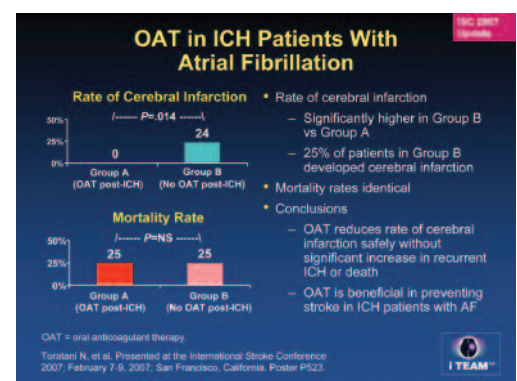 ISC 2007
Update
OAT in ICH Patients With
Atrial Fibrillation
Rate of Cerebral Infarction
/------ P=.014 ------\
50%
25%
0%
0
24
Group A
(OAT post-ICH)
Group B
(No OAT post-ICH)
Mortality Rate
/------ P=NS ------\
50%
25%
0%
25
25
Group A
(OAT post-ICH)
Group B
(No OAT post-ICH)
• Rate of cerebral infarction
– Significantly higher in Group B
vs Group A
– 25% of patients in Group B
developed cerebral infarction
• Mortality rates identical
• Conclusions
– OAT reduces rate of cerebral
infarction safely without
significant increase in recurrent
ICH or death
– OAT is beneficial in preventing
stroke in ICH patients with AF
OAT = oral anticoagulant therapy.
Toratani N, et al. Presented at the International Stroke Conference
2007; February 7-9, 2007; San Francisco, California. Poster P523.
i TEAM™